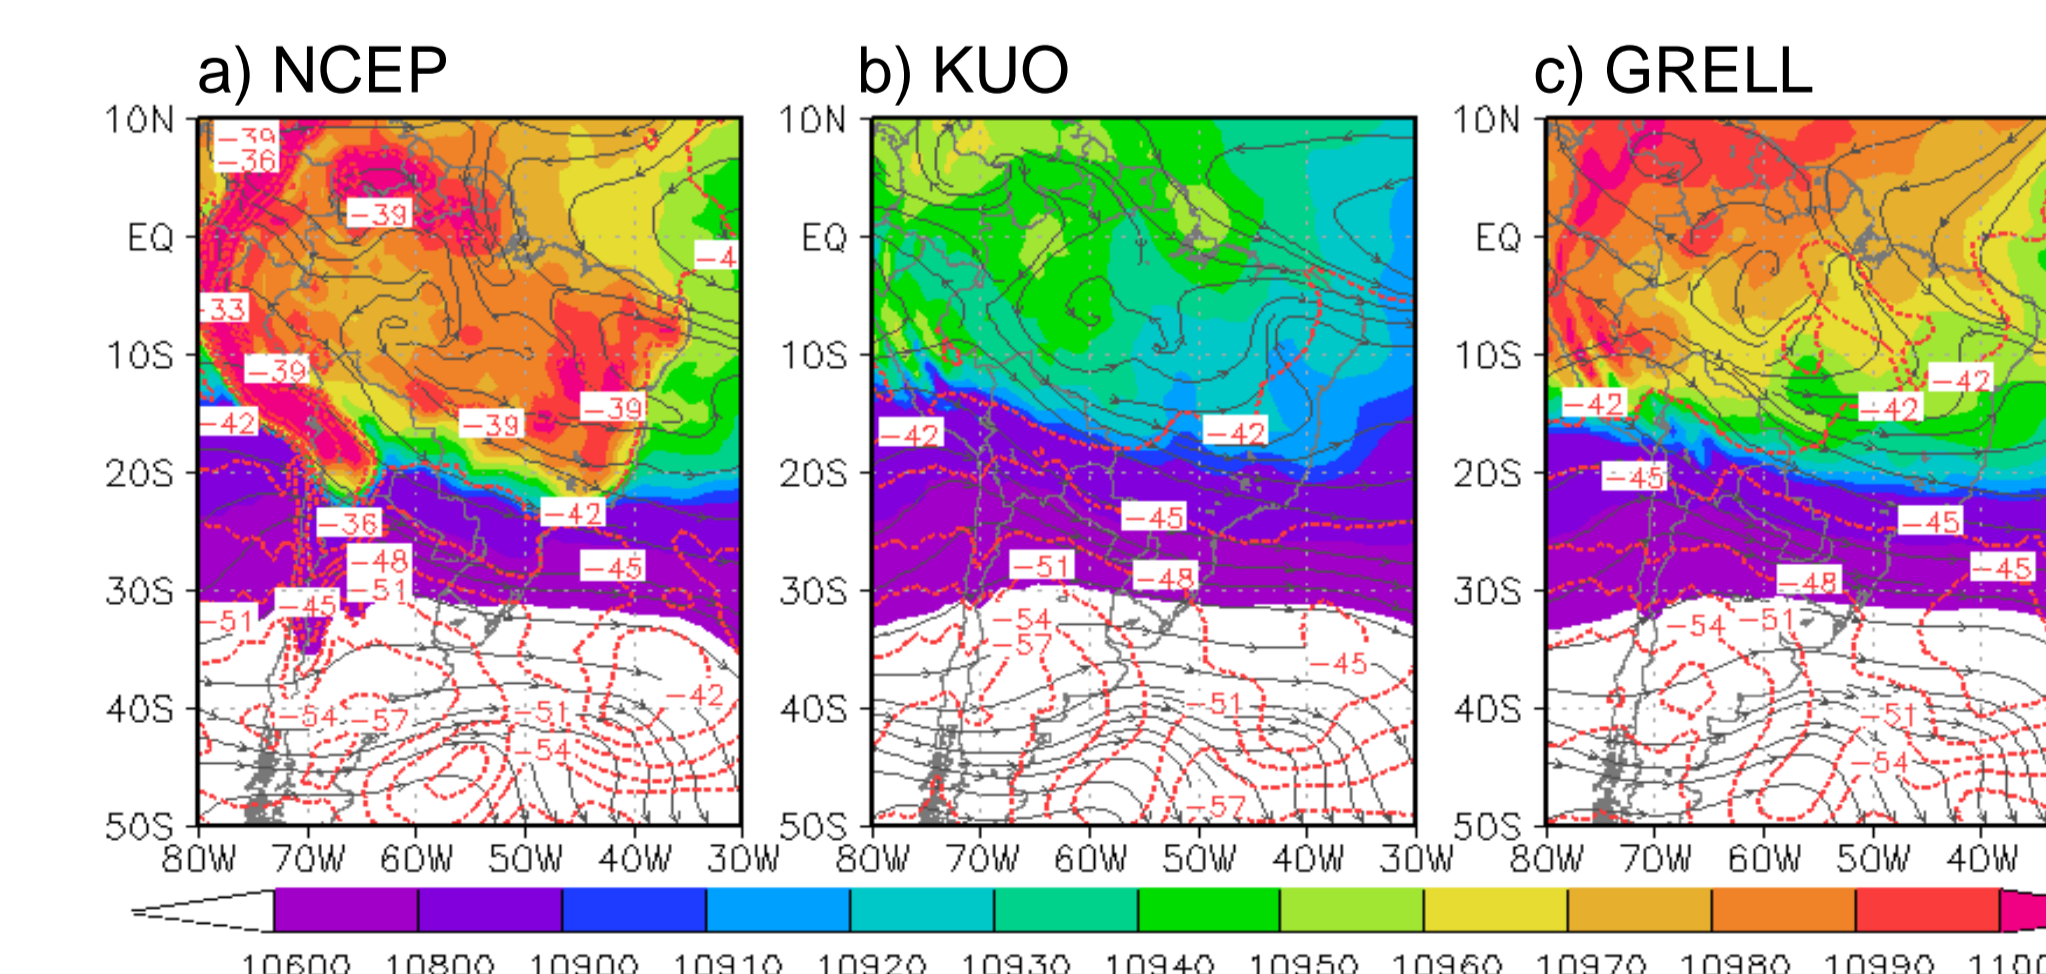 a) NCEP
b) KUO
c) GRELL
10N
EQ
10S
20S
30S
40S
50S
80W 70W 60W 50W 40W 30W
-39
-36
-39
-4
-33
-39
-42
-39
-39
-36
-42
-48
-51
-45
-45
-51
-42
-54
-57
-51
-54
10N
EQ
10S
20S
30S
40S
50S
80W 70W 60W 50W 40W 30W
-42
-42
-45
-51
-48
-54
-57
-45
-51
-57
10N
EQ
10S
20S
30S
40S
50S
80W 70W 60W 50W 40W
-42
-42
-42
-45
-45
-45
-48
-54
-51
-51
-54
10600 10800 10900 10910 10920 10930 10940 10950 10960 10970 10980 10990 1100